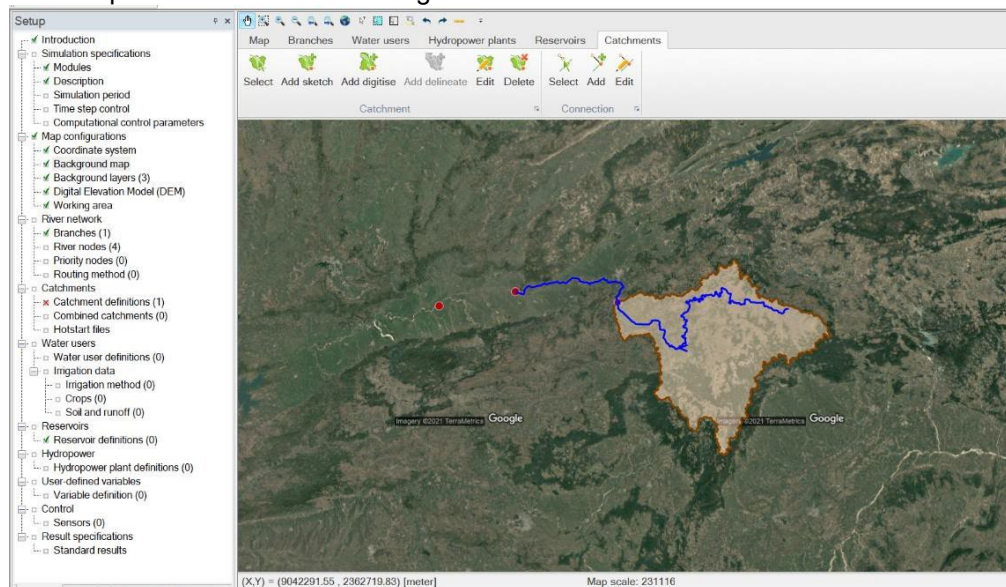 Setup
Introduction
Simulation specifications
Modules
Description
Simulation period
Time step control
Computational control parameters
Map configurations
Coordinate system
Background map
Background layers (3)
Digital Elevation Model (DEM)
Working area
River network
Branches (1)
River nodes (4)
Priority nodes (0)
Routing method (0)
Catchments
Catchment definitions (1)
Combined catchments (0)
Hotstart files
Water users
Water user definitions (0)
Irrigation data
Irrigation method (0)
Crops (0)
Soil and runoff (0)
Reservoirs
Reservoir definitions (0)
Hydropower
Hydropower plant definitions (0)
User-defined variables
Variable definition (0)
Control
Sensors (0)
Result specifications
Standard results
Map Branches Water users Hydropower plants Reservoirs Catchments
Select Add sketch Add digitise Add delineate Edit Delete Select Add Edit
Catchment Connection
Imagery ©2021 TerraMetrics Google Imagery ©2021 TerraMetrics Google
(X,Y) = (9042291.55 , 2362719.83) [meter] Map scale: 231116